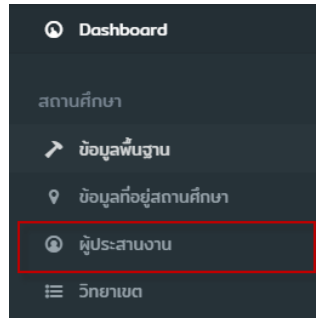 Dashboard
สถานศึกษา
ข้อมูลพื้นฐาน
ข้อมูลที่อยู่สถานศึกษา
ผู้ประสานงาน
วิทยาเขต